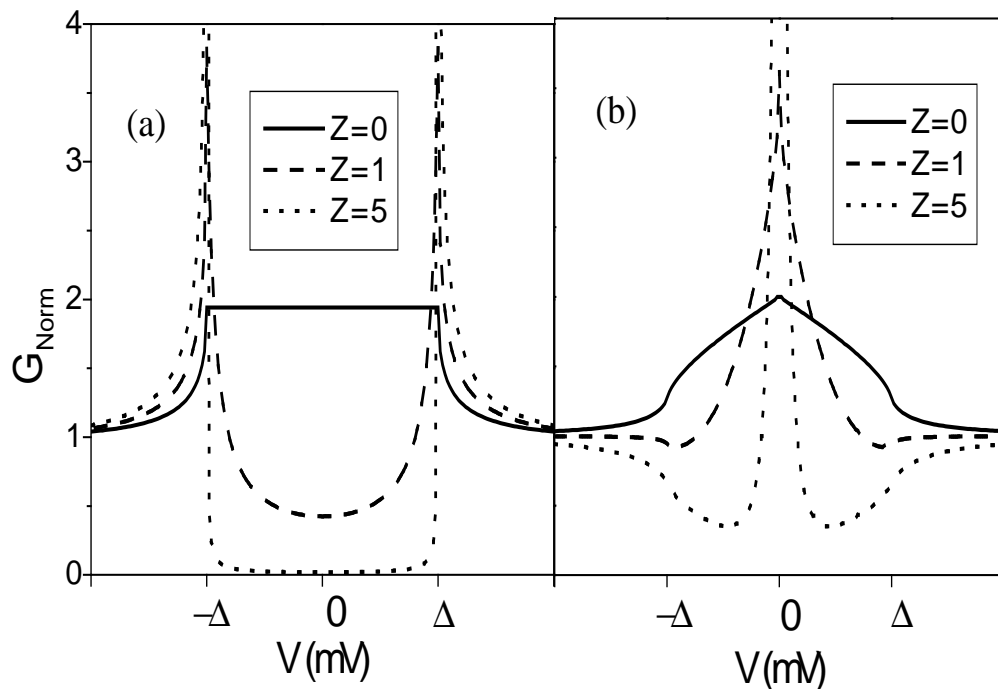 4
3
2
1
0
G_Norm
(a)
Z=0
Z=1
Z=5
−Δ 0 Δ
V(mV)
(b)
Z=0
Z=1
Z=5
−Δ 0 Δ
V(mV)